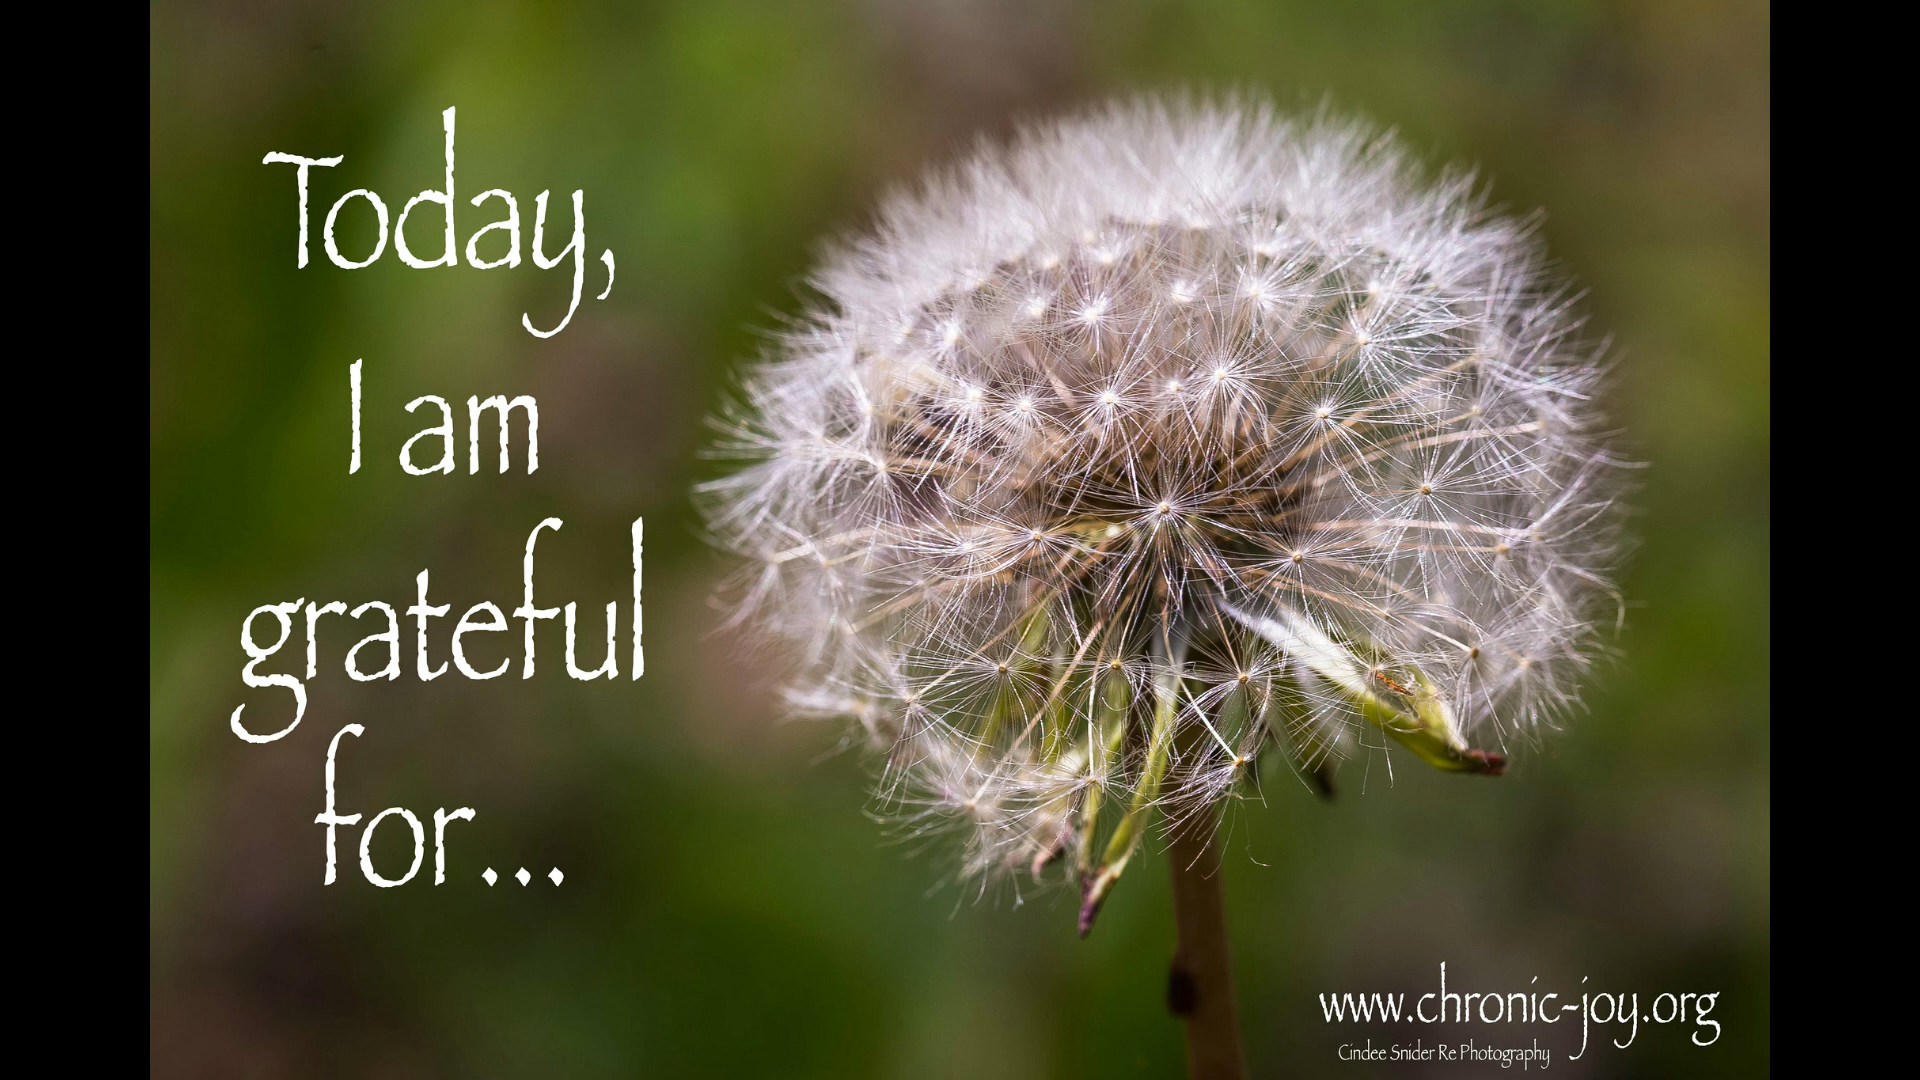 Today,
I am
grateful
for...
www.chronic-joy.org
Cindee Snider Re Photography